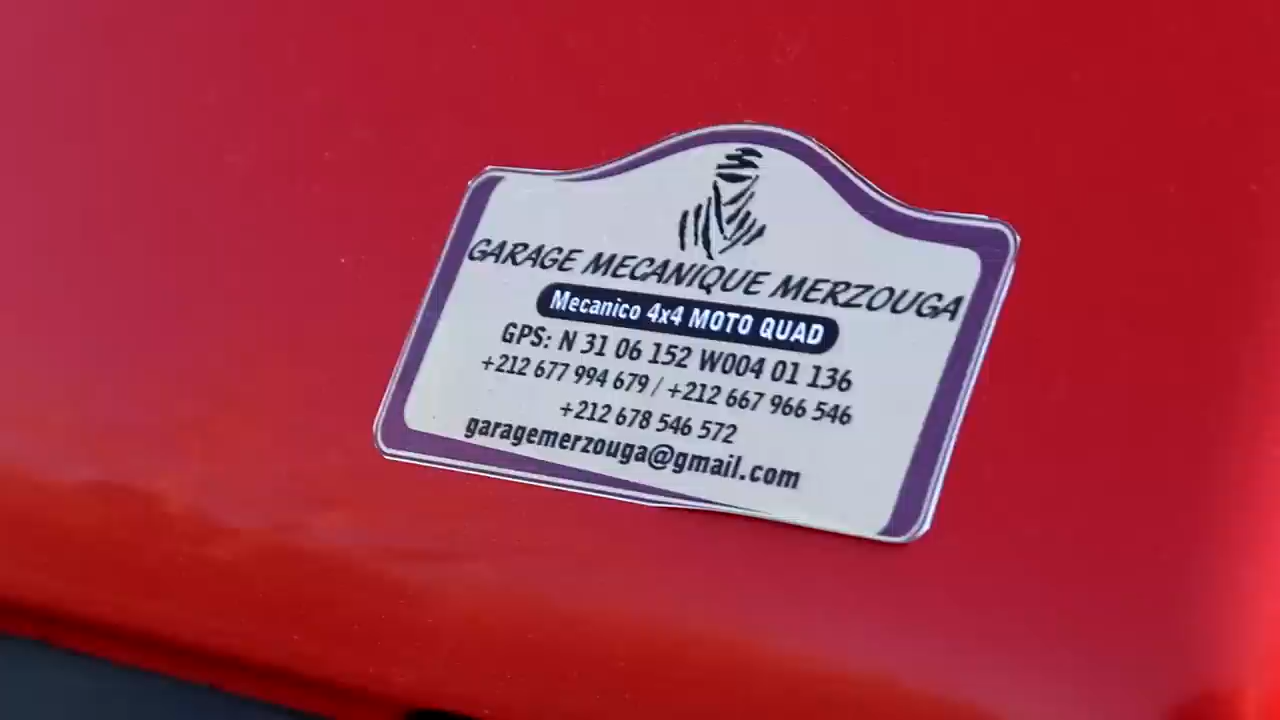 GARAGE MECANIQUE MERZOUGA
Mecanico 4x4 MOTO QUAD
GPS: N 31 06 152 W004 01 136
+212 677 994 679 / +212 667 966 546
+212 678 546 572
garagemerzouga@gmail.com